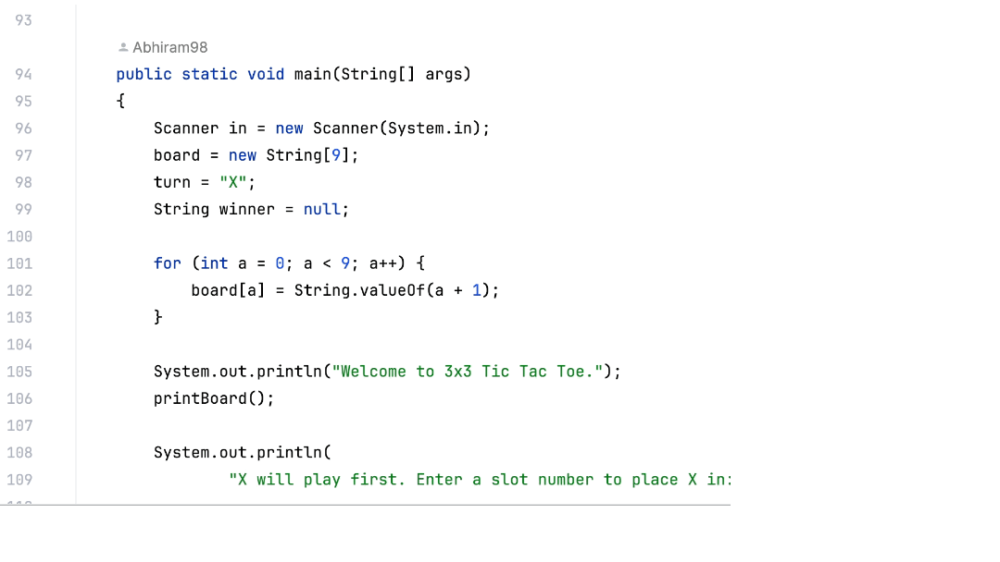 93
Abhiram98
94 public static void main(String[] args)
95 {
96 Scanner in = new Scanner(System.in);
97 board = new String[9];
98 turn = "X";
99 String winner = null;
100
101 for (int a = 0; a < 9; a++) {
102 board[a] = String.valueOf(a + 1);
103 }
104
105 System.out.println("Welcome to 3x3 Tic Tac Toe.");
106 printBoard();
107
108 System.out.println(
109 "X will play first. Enter a slot number to place X in: